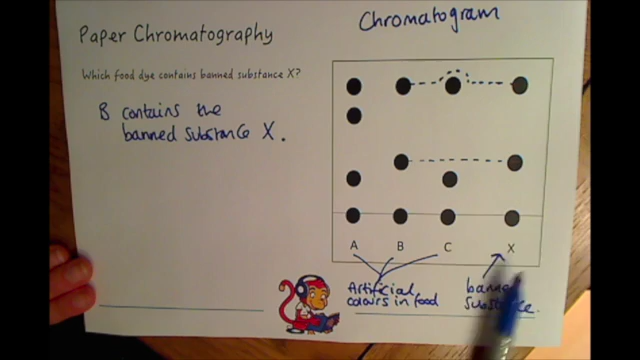 Paper Chromatography
Which food dye contains banned substance X?
B contains the
banned substance X.
Chromatogram
A B C X
Artificial
colours in food
banned
substance.